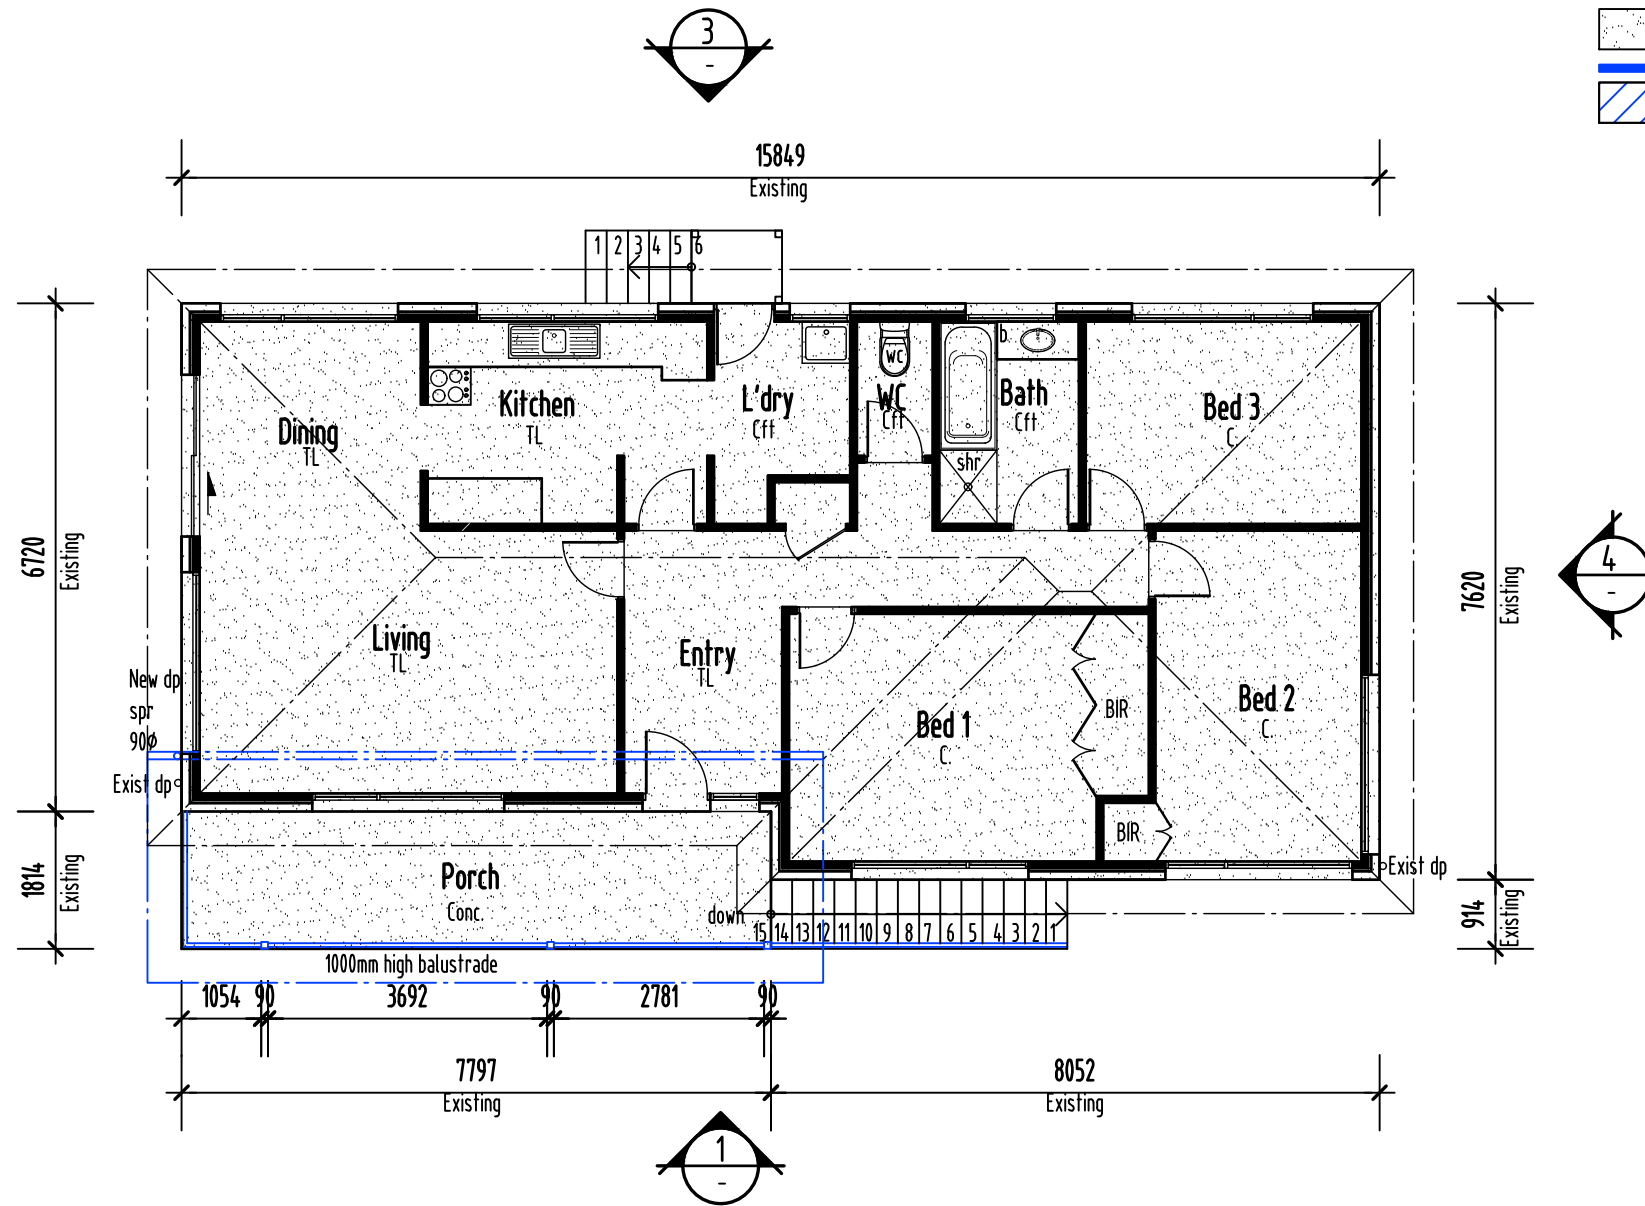 3
-
15849
Existing
1 2 3 4 5 6
Dining
TL
Kitchen
TL
L'dry
Cft
WC
WC
Cft
b
Bath
Cft
shr
Bed 3
C.
6720
Existing
7620
Existing
4
-
Living
TL
Entry
TL
Bed 1
C.
BIR
Bed 2
C.
BIR
New dp
spr
90ø
Exist dp
Exist dp
1814
Existing
914
Existing
Porch
Conc.
down
15 14 13 12 11 10 9 8 7 6 5 4 3 2 1
1000mm high balustrade
1054 90 3692 90 2781 90
7797
Existing
8052
Existing
1
-